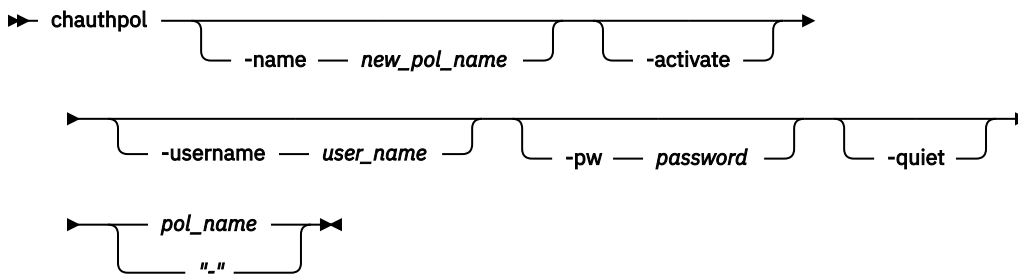 chauthpol
-name new_pol_name -activate
-username user_name -pw password -quiet
pol_name
"-"